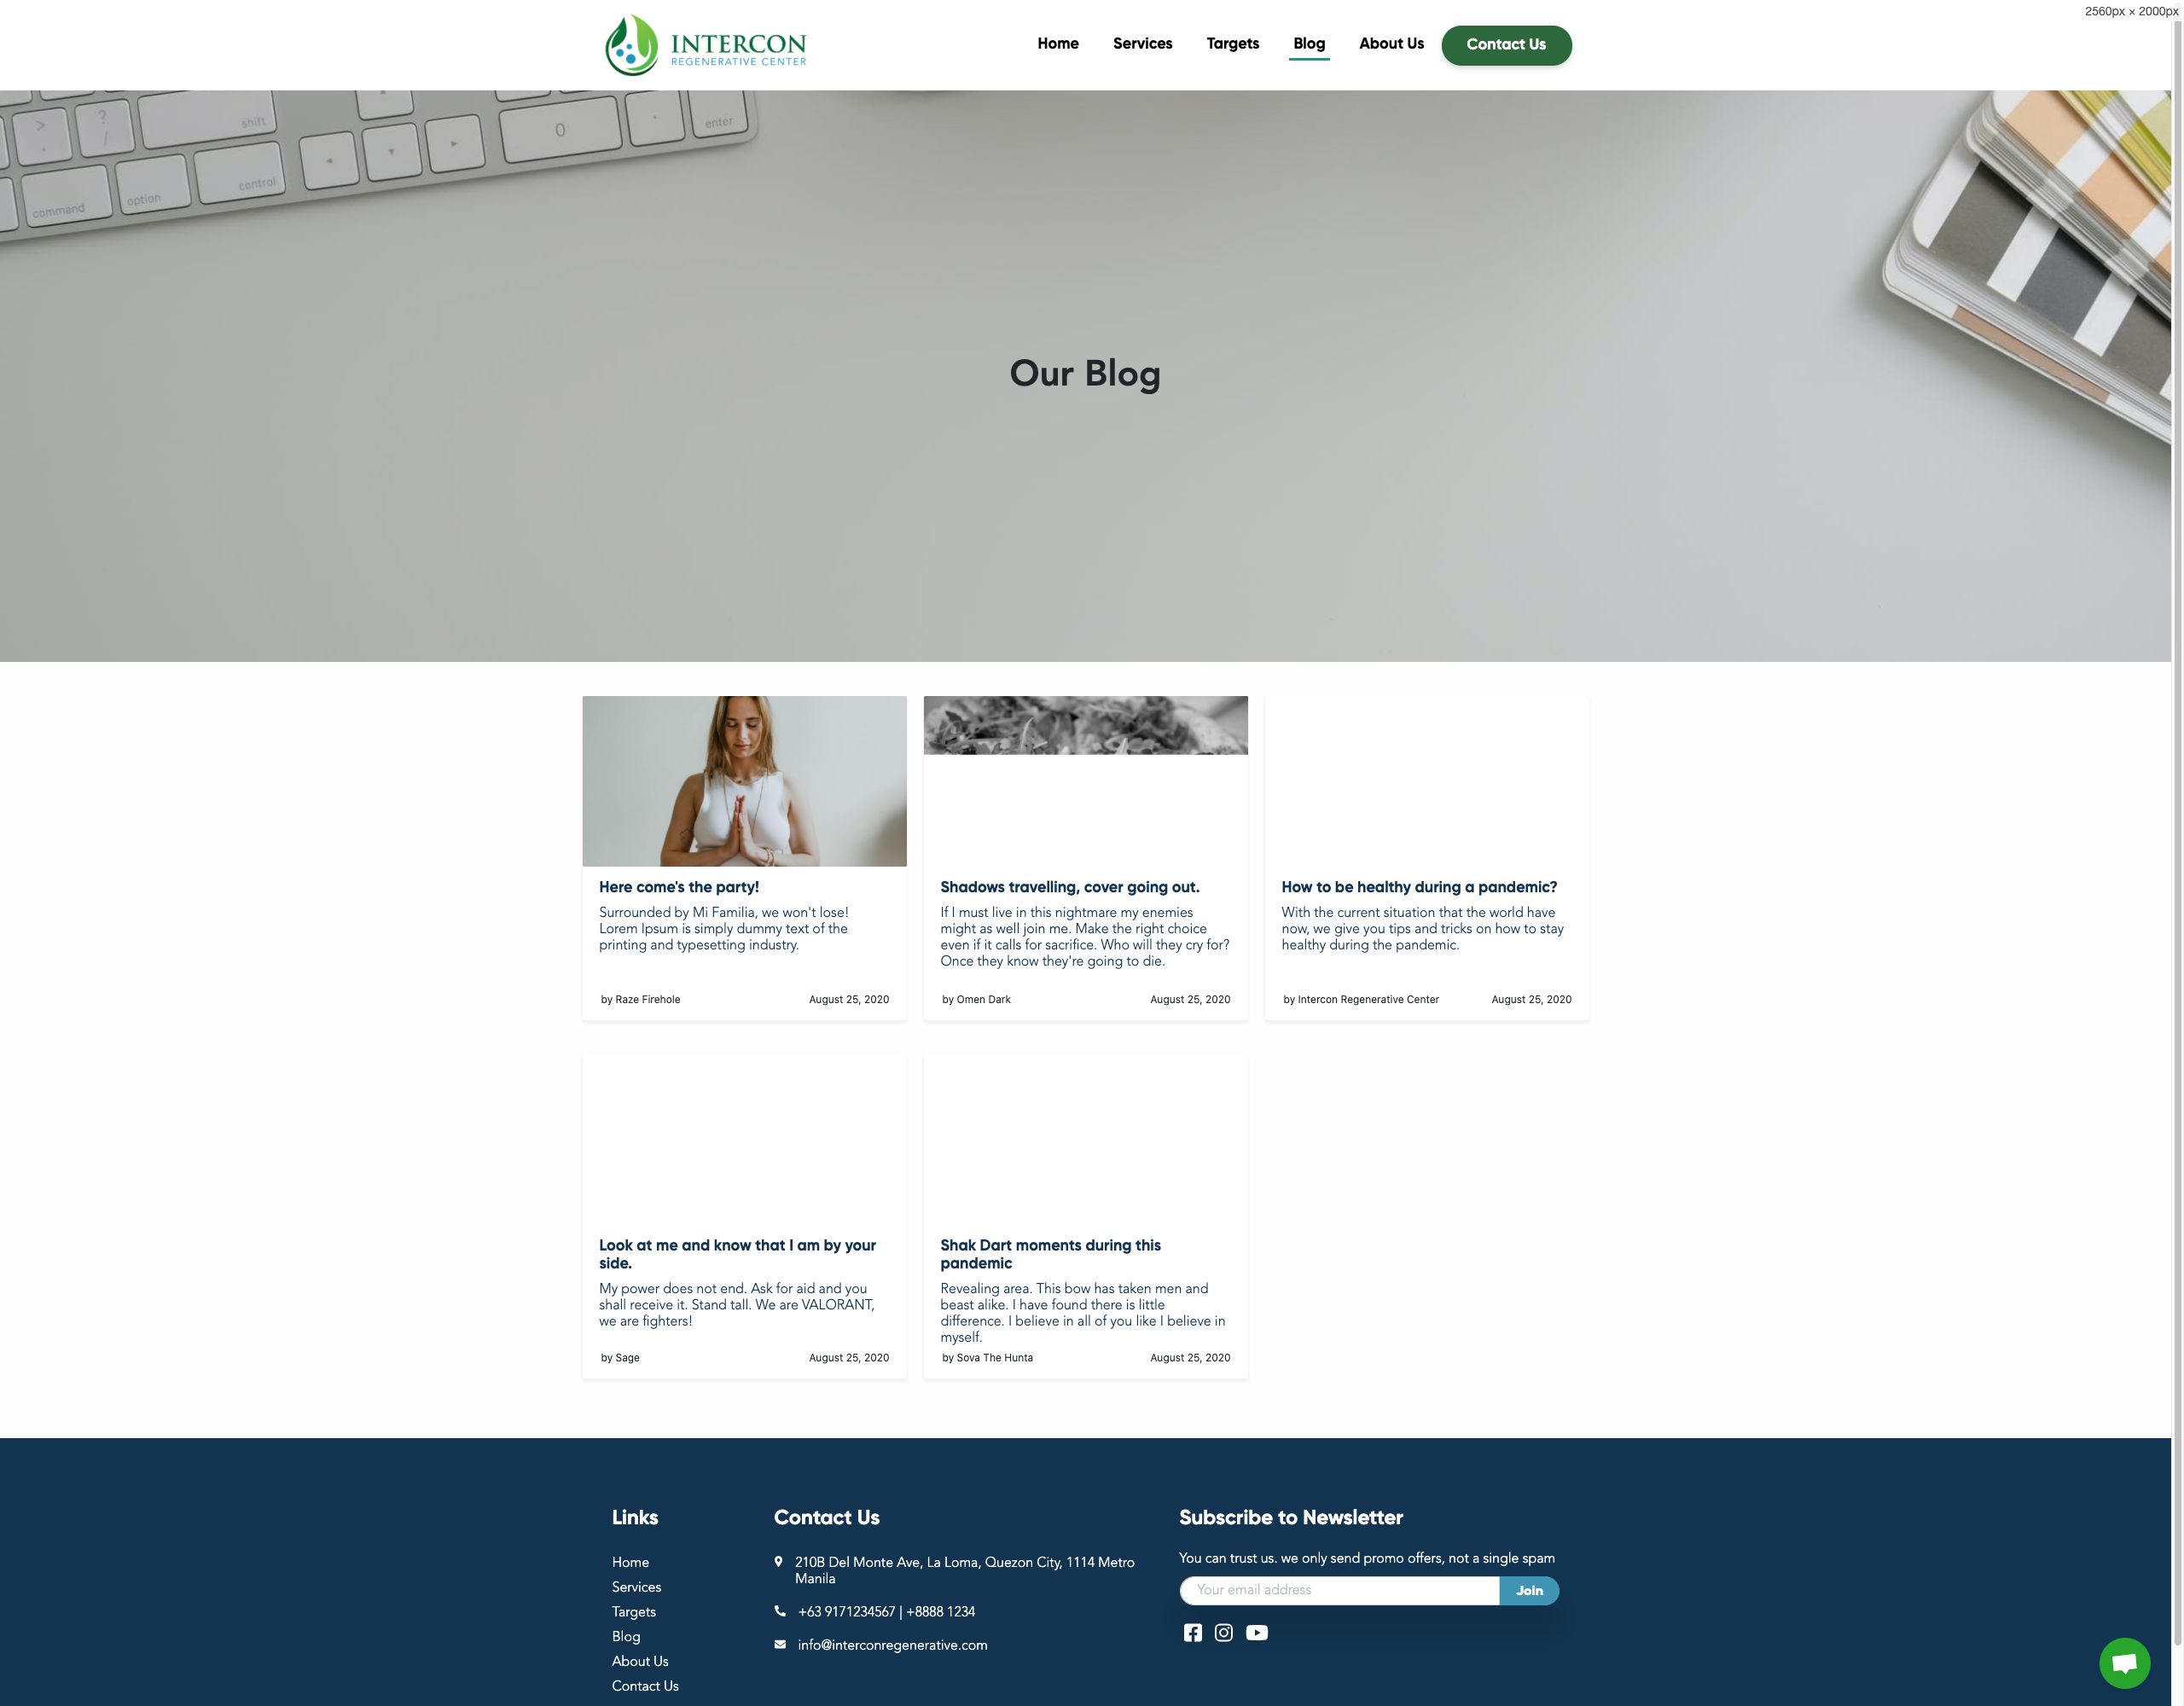 2560px × 2000px
INTERCON
REGENERATIVE CENTER
Home Services Targets Blog About Us Contact Us
shift
enter
command
option
control
0
Our Blog
Here come's the party!
Surrounded by Mi Familia, we won't lose!
Lorem Ipsum is simply dummy text of the
printing and typesetting industry.
by Raze Firehole August 25, 2020
Shadows travelling, cover going out.
If I must live in this nightmare my enemies
might as well join me. Make the right choice
even if it calls for sacrifice. Who will they cry for?
Once they know they're going to die.
by Omen Dark August 25, 2020
How to be healthy during a pandemic?
With the current situation that the world have
now, we give you tips and tricks on how to stay
healthy during the pandemic.
by Intercon Regenerative Center August 25, 2020
Look at me and know that I am by your
side.
My power does not end. Ask for aid and you
shall receive it. Stand tall. We are VALORANT,
we are fighters!
by Sage August 25, 2020
Shak Dart moments during this
pandemic
Revealing area. This bow has taken men and
beast alike. I have found there is little
difference. I believe in all of you like I believe in
myself.
by Sova The Hunta August 25, 2020
Links
Home
Services
Targets
Blog
About Us
Contact Us
Contact Us
210B Del Monte Ave, La Loma, Quezon City, 1114 Metro
Manila
+63 9171234567 | +8888 1234
info@interconregenerative.com
Subscribe to Newsletter
You can trust us. we only send promo offers, not a single spam
Your email address
Join